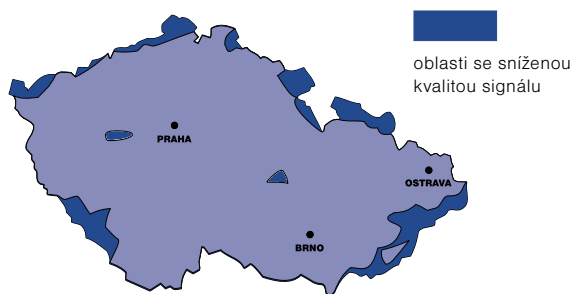 oblasti se sníženou
kvalitou signálu
PRAHA
OSTRAVA
BRNO